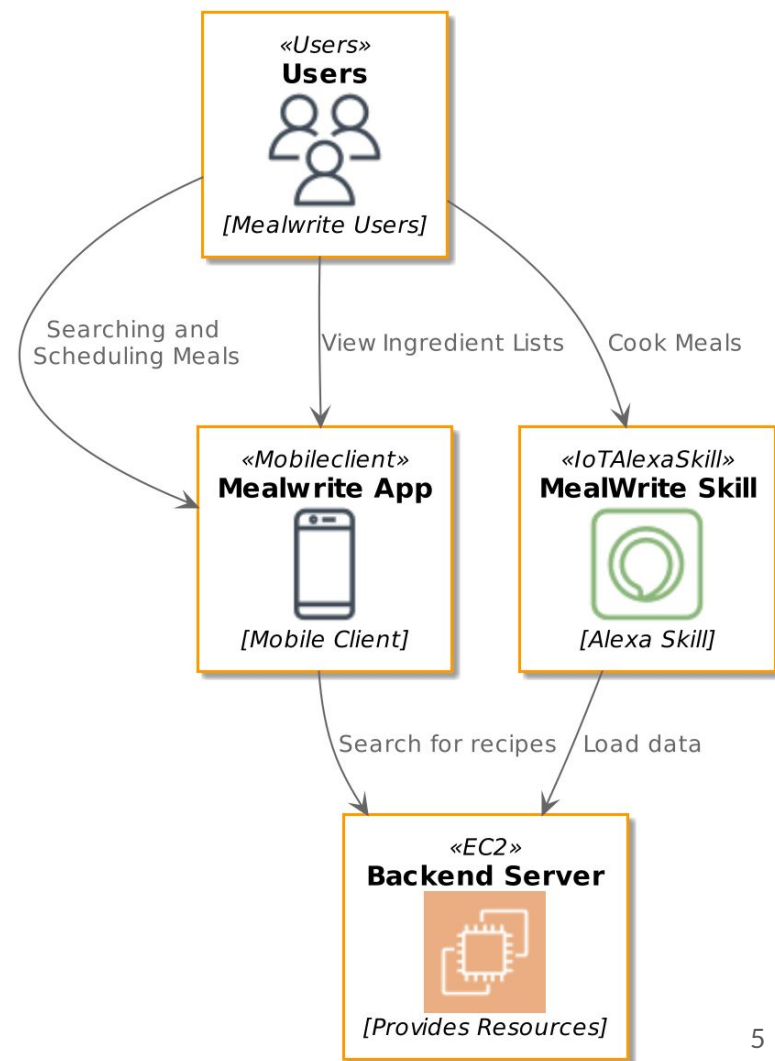 «Users»
Users
[Mealwrite Users]
Searching and
Scheduling Meals
View Ingredient Lists
Cook Meals
«Mobileclient»
Mealwrite App
[Mobile Client]
«IoTAlexaSkill»
MealWrite Skill
[Alexa Skill]
Search for recipes
Load data
«EC2»
Backend Server
[Provides Resources]
5